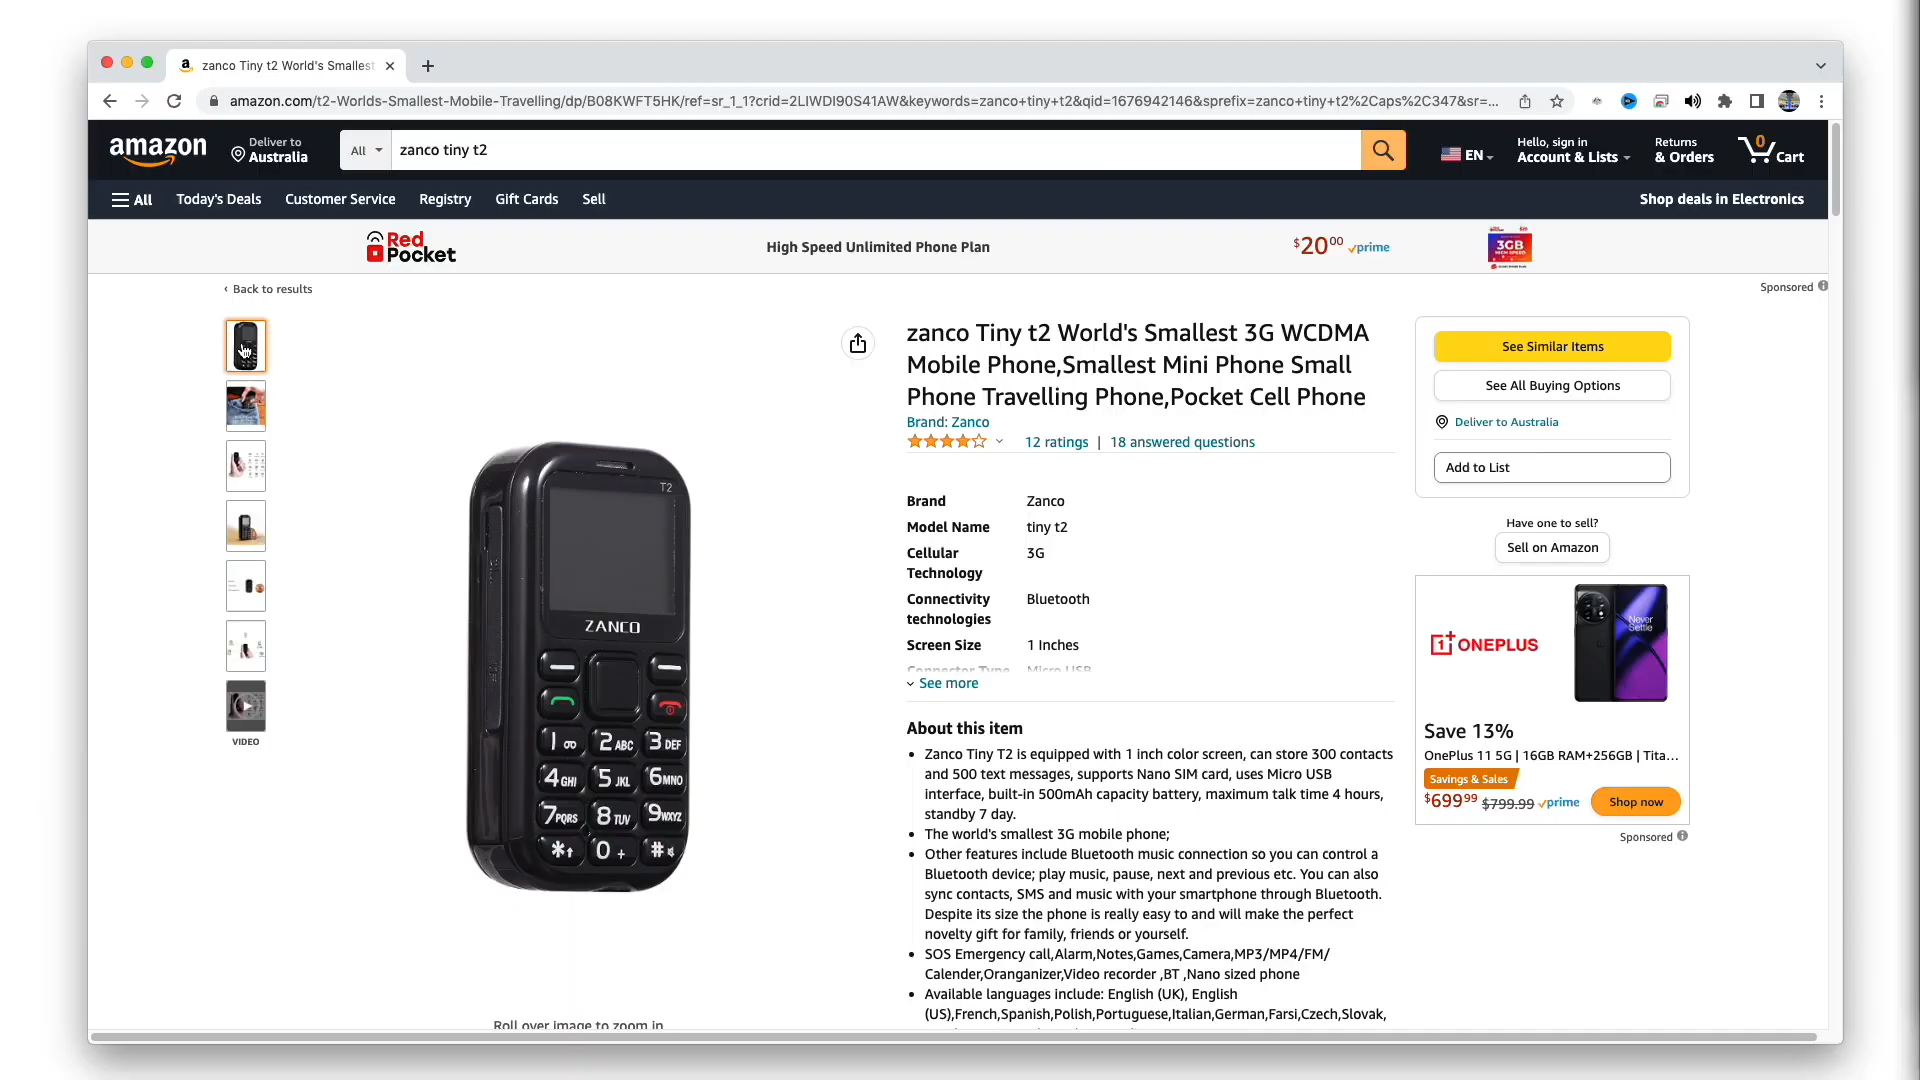 zanco Tiny t2 World's Smallest
amazon.com/t2-Worlds-Smallest-Mobile-Travelling/dp/B08KWFT5HK/ref=sr_1_1?crid=2LIWDI90S41AW&keywords=zanco+tiny+t2&qid=1676942146&sprefix=zanco+tiny+t2%2Caps%2C347&sr=...
amazon
Deliver to
Australia
All
zanco tiny t2
EN
Hello, sign in
Account & Lists
Returns
& Orders
0
Cart
All
Today's Deals
Customer Service
Registry
Gift Cards
Sell
Shop deals in Electronics
Red
Pocket
High Speed Unlimited Phone Plan
$2000
prime
3GB
‹ Back to results
Sponsored
zanco Tiny t2 World's Smallest 3G WCDMA
Mobile Phone,Smallest Mini Phone Small
Phone Travelling Phone,Pocket Cell Phone
Brand: Zanco
12 ratings | 18 answered questions
Brand Zanco
Model Name tiny t2
Cellular 3G
Technology
Connectivity Bluetooth
technologies
Screen Size 1 Inches
Connector Type Micro USB
See more
About this item
• Zanco Tiny T2 is equipped with 1 inch color screen, can store 300 contacts
and 500 text messages, supports Nano SIM card, uses Micro USB
interface, built-in 500mAh capacity battery, maximum talk time 4 hours,
standby 7 day.
• The world's smallest 3G mobile phone;
• Other features include Bluetooth music connection so you can control a
Bluetooth device; play music, pause, next and previous etc. You can also
sync contacts, SMS and music with your smartphone through Bluetooth.
Despite its size the phone is really easy to and will make the perfect
novelty gift for family, friends or yourself.
• SOS Emergency call,Alarm,Notes,Games,Camera,MP3/MP4/FM/
Calender,Oranganizer,Video recorder ,BT ,Nano sized phone
• Available languages include: English (UK), English
(US),French,Spanish,Polish,Portuguese,Italian,German,Farsi,Czech,Slovak,
T2
ZANCO
1 2 ABC 3 DEF
4 GHI 5 JKL 6 MNO
7 PQRS 8 TUV 9 WXYZ
* 0 + #
VIDEO
Roll over image to zoom in
See Similar Items
See All Buying Options
Deliver to Australia
Add to List
Have one to sell?
Sell on Amazon
1+ ONEPLUS
Never
Settle
Save 13%
OnePlus 11 5G | 16GB RAM+256GB | Tita...
Savings & Sales
$69999 $799.99 prime
Shop now
Sponsored